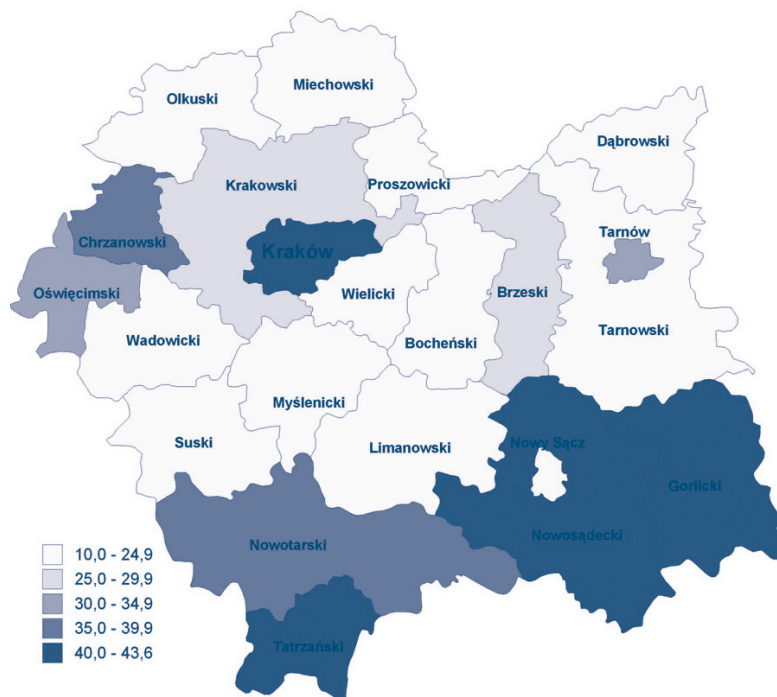 Miechowski
Olkuski
Dąbrowski
Krakowski
Proszowicki
Tarnów
Chrzanowski
Kraków
Oświęcimski
Wielicki
Brzeski
Wadowicki
Bocheński
Tarnowski
Myślenicki
Suski
Limanowski
Nowy Sącz
Gorlicki
Nowosądecki
Nowotarski
Tatrzański
10,0 - 24,9
25,0 - 29,9
30,0 - 34,9
35,0 - 39,9
40,0 - 43,6